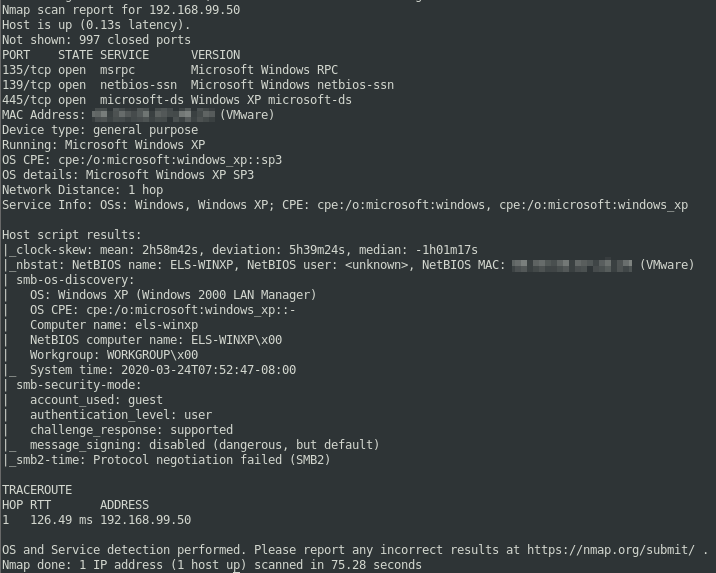 Nmap scan report for 192.168.99.50
Host is up (0.13s latency).
Not shown: 997 closed ports
PORT    STATE SERVICE      VERSION
135/tcp open  msrpc        Microsoft Windows RPC
139/tcp open  netbios-ssn  Microsoft Windows netbios-ssn
445/tcp open  microsoft-ds Windows XP microsoft-ds
MAC Address: (VMware)
Device type: general purpose
Running: Microsoft Windows XP
OS CPE: cpe:/o:microsoft:windows_xp::sp3
OS details: Microsoft Windows XP SP3
Network Distance: 1 hop
Service Info: OSs: Windows, Windows XP; CPE: cpe:/o:microsoft:windows, cpe:/o:microsoft:windows_xp

Host script results:
|_clock-skew: mean: 2h58m42s, deviation: 5h39m24s, median: -1h01m17s
|_nbstat: NetBIOS name: ELS-WINXP, NetBIOS user: <unknown>, NetBIOS MAC: (VMware)
| smb-os-discovery:
|   OS: Windows XP (Windows 2000 LAN Manager)
|   OS CPE: cpe:/o:microsoft:windows_xp::-
|   Computer name: els-winxp
|   NetBIOS computer name: ELS-WINXP\x00
|   Workgroup: WORKGROUP\x00
|_  System time: 2020-03-24T07:52:47-08:00
| smb-security-mode:
|   account_used: guest
|   authentication_level: user
|   challenge_response: supported
|_  message_signing: disabled (dangerous, but default)
|_smb2-time: Protocol negotiation failed (SMB2)

TRACEROUTE
HOP RTT       ADDRESS
1   126.49 ms 192.168.99.50

OS and Service detection performed. Please report any incorrect results at https://nmap.org/submit/ .
Nmap done: 1 IP address (1 host up) scanned in 75.28 seconds